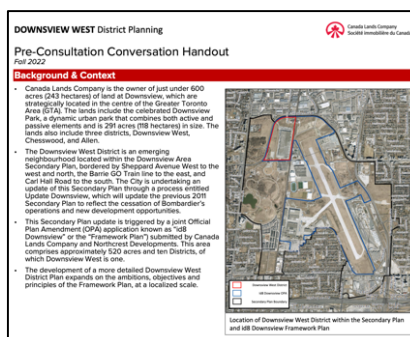 DOWNSVIEW WEST District Planning
Canada Lands Company
Société immobilière du Canada
Pre-Consultation Conversation Handout
Fall 2022
Background & Context
• Canada Lands Company is the owner of just under 600
acres (243 hectares) of land at Downsview, which are
strategically located in the centre of the Greater Toronto
Area (GTA). The lands include the celebrated Downsview
Park, a dynamic urban park that combines both active and
passive elements and is 291 acres (118 hectares) in size. The
lands also include three districts, Downsview West,
Chesswood, and Allen.
• The Downsview West District is an emerging
neighbourhood located within the Downsview Area
Secondary Plan, bordered by Sheppard Avenue West to the
west and north, the Barrie GO Train line to the east, and
Carl Hall Road to the south. The City is undertaking an
update of this Secondary Plan through a process entitled
Update Downsview, which will update the previous 2011
Secondary Plan to reflect the cessation of Bombardier's
operations and new development opportunities.
• This Secondary Plan update is triggered by a joint Official
Plan Amendment (OPA) application known as "id8
Downsview" or the "Framework Plan") submitted by Canada
Lands Company and Northcrest Developments. This area
comprises approximately 520 acres and ten Districts, of
which Downsview West is one.
• The development of a more detailed Downsview West
District Plan expands on the ambitions, objectives and
principles of the Framework Plan, at a localized scale.
Downsview West District
id8 Downsview OPA
Secondary Plan Boundary
Location of Downsview West District within the Secondary Plan
and id8 Downsview Framework Plan